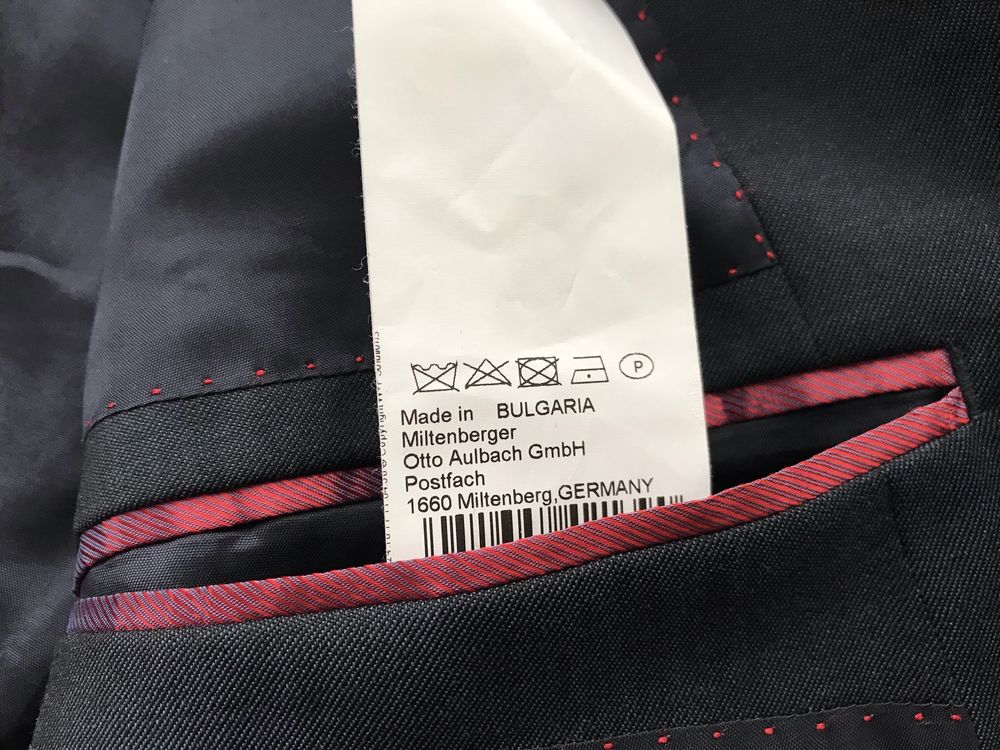 P
Made in BULGARIA
Miltenberger
Otto Aulbach GmbH
Postfach
1660 Miltenberg,GERMANY